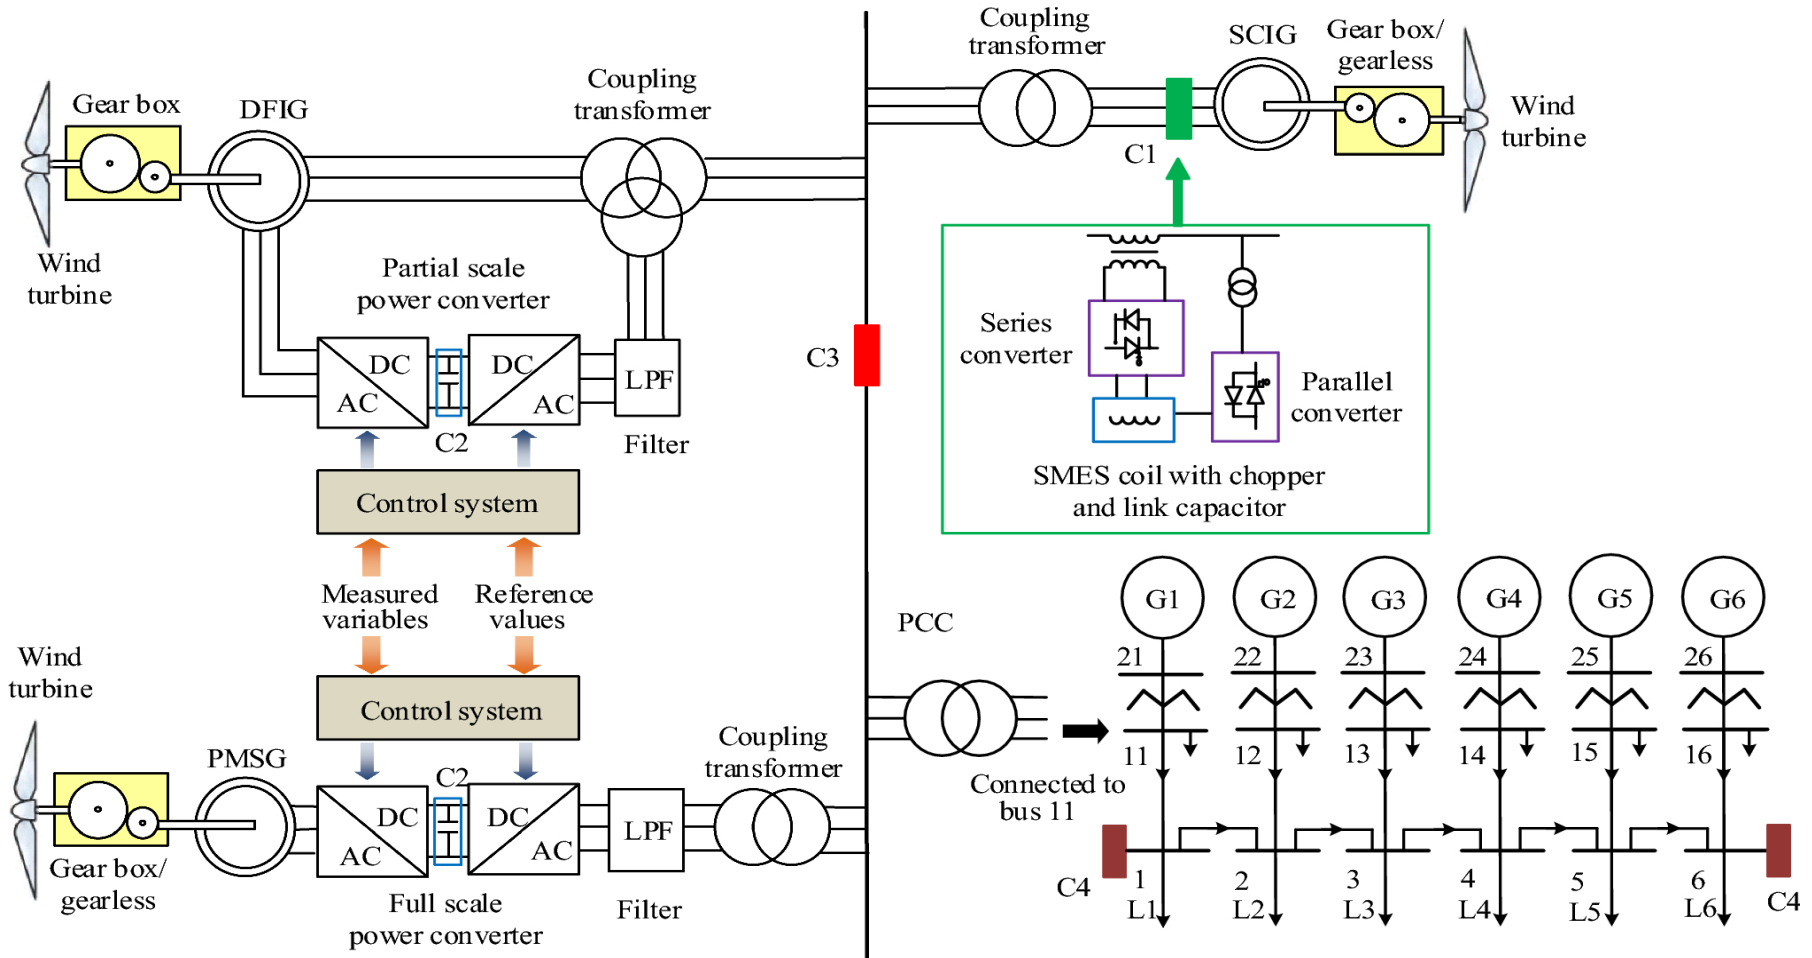 Gear box
DFIG
Coupling
transformer
Wind
turbine
Partial scale
power converter
DC
AC
C2
DC
AC
LPF
Filter
Control system
Measured
variables
Reference
values
Control system
Wind
turbine
PMSG
Gear box/
gearless
DC
AC
C2
DC
AC
LPF
Filter
Full scale
power converter
Coupling
transformer
C3
Coupling
transformer
SCIG
Gear box/
gearless
Wind
turbine
C1
Series
converter
Parallel
converter
SMES coil with chopper
and link capacitor
PCC
Connected to
bus 11
G1 G2 G3 G4 G5 G6
21 22 23 24 25 26
11 12 13 14 15 16
C4
1 2 3 4 5 6
L1 L2 L3 L4 L5 L6
C4